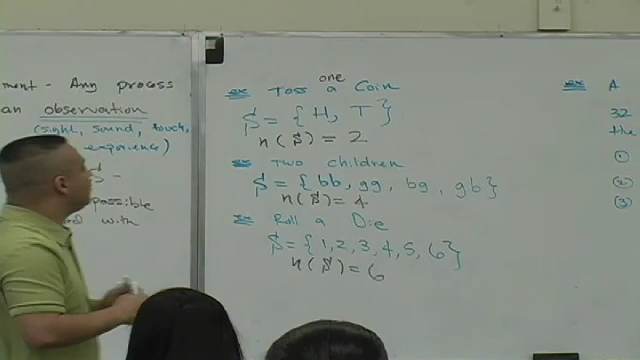 ment - Any process
an observation
(sight, sound, touch,
experience)
$ -
possible
with
ex Toss one a Coin
$ = { H, T }
n($) = 2
ex Two children
$ = { bb, gg, bg, gb }
n($) = 4
ex Roll a Die
$ = { 1, 2, 3, 4, 5, 6 }
n($) = 6
ex A
32
the
①
②
③